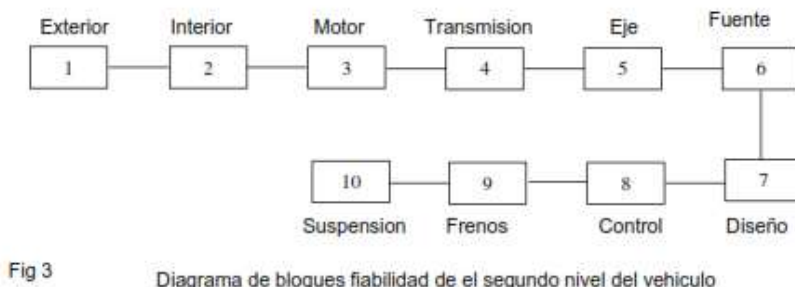 Exterior Interior Motor Transmision Eje Fuente
1 2 3 4 5 6
10 9 8 7
Suspension Frenos Control Diseño
Fig 3 Diagrama de bloques fiabilidad de el segundo nivel del vehiculo